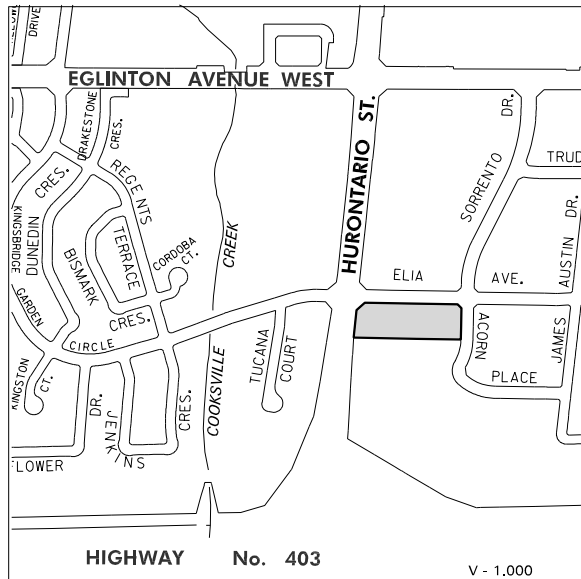 DRIVE
EGLINTON AVENUE WEST
DRAKESTONE
CRES.
REGENTS
CRES.
DUNDING
KINGSBRIDGE
GARDEN
CIRCLE
BISMARK
CRES.
TERRACE
CORDOBA
CT.
CREEK
COOKSVILLE
HURONTARIO ST.
ELIA AVE.
SORRENTO
DR.
TRUD
AUSTIN
DR.
JAMES
ACORN
PLACE
TUCANA
COURT
KINGSTON
CT.
DR.
JENKINS
CRES.
FLOWER
HIGHWAY No. 403
V - 1.000